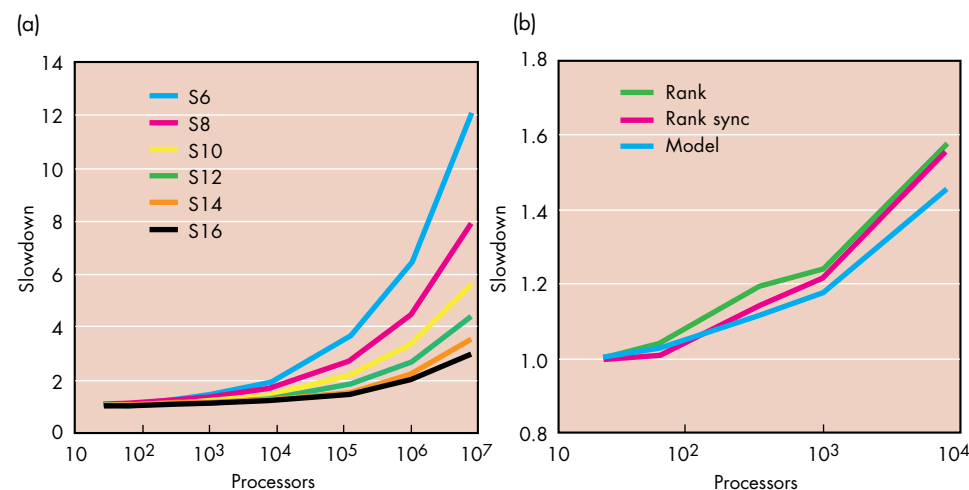 (a)
14
12
10
8
6
4
2
0
Slowdown
S6
S8
S10
S12
S14
S16
10 10² 10³ 10⁴ 10⁵ 10⁶ 10⁷
Processors
(b)
1.8
1.6
1.4
1.2
1.0
0.8
Slowdown
Rank
Rank sync
Model
10 10² 10³ 10⁴
Processors